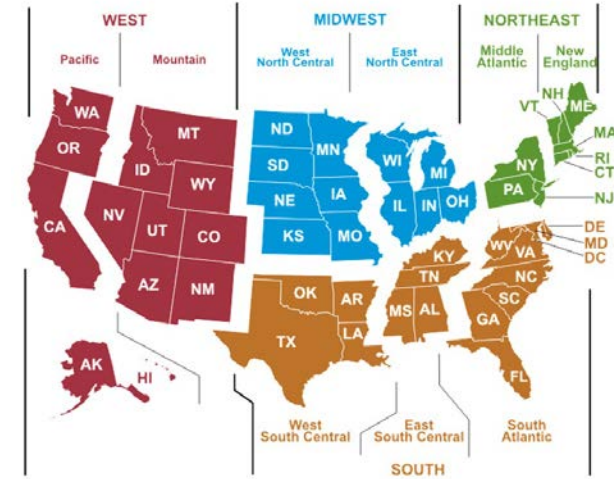 WEST
MIDWEST
NORTHEAST
Pacific
Mountain
West
North Central
East
North Central
Middle
Atlantic
New
England
WA
OR
CA
NV
ID
MT
WY
UT
CO
AZ
NM
AK
HI
ND
SD
NE
KS
MN
IA
MO
WI
MI
IL
IN
OH
NH
VT
ME
MA
RI
CT
NY
PA
NJ
DE
MD
DC
WV
VA
NC
SC
GA
FL
KY
TN
MS
AL
OK
AR
TX
LA
West
South Central
East
South Central
South
Atlantic
SOUTH